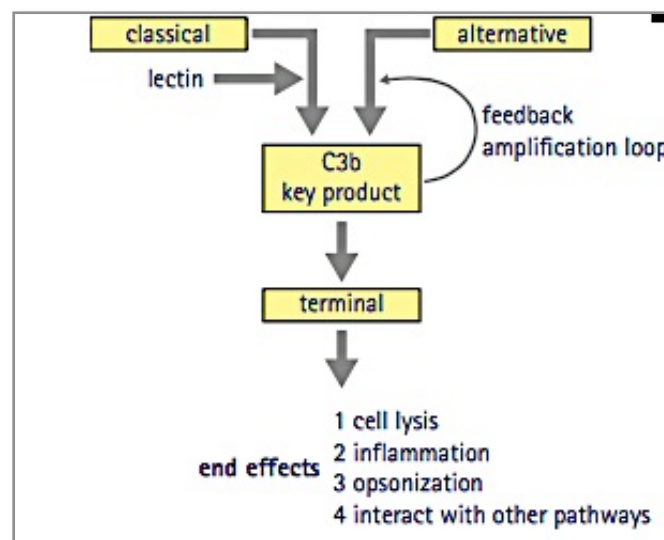 classical
alternative
lectin
feedback
amplification loop
C3b
key product
terminal
end effects
1 cell lysis
2 inflammation
3 opsonization
4 interact with other pathways